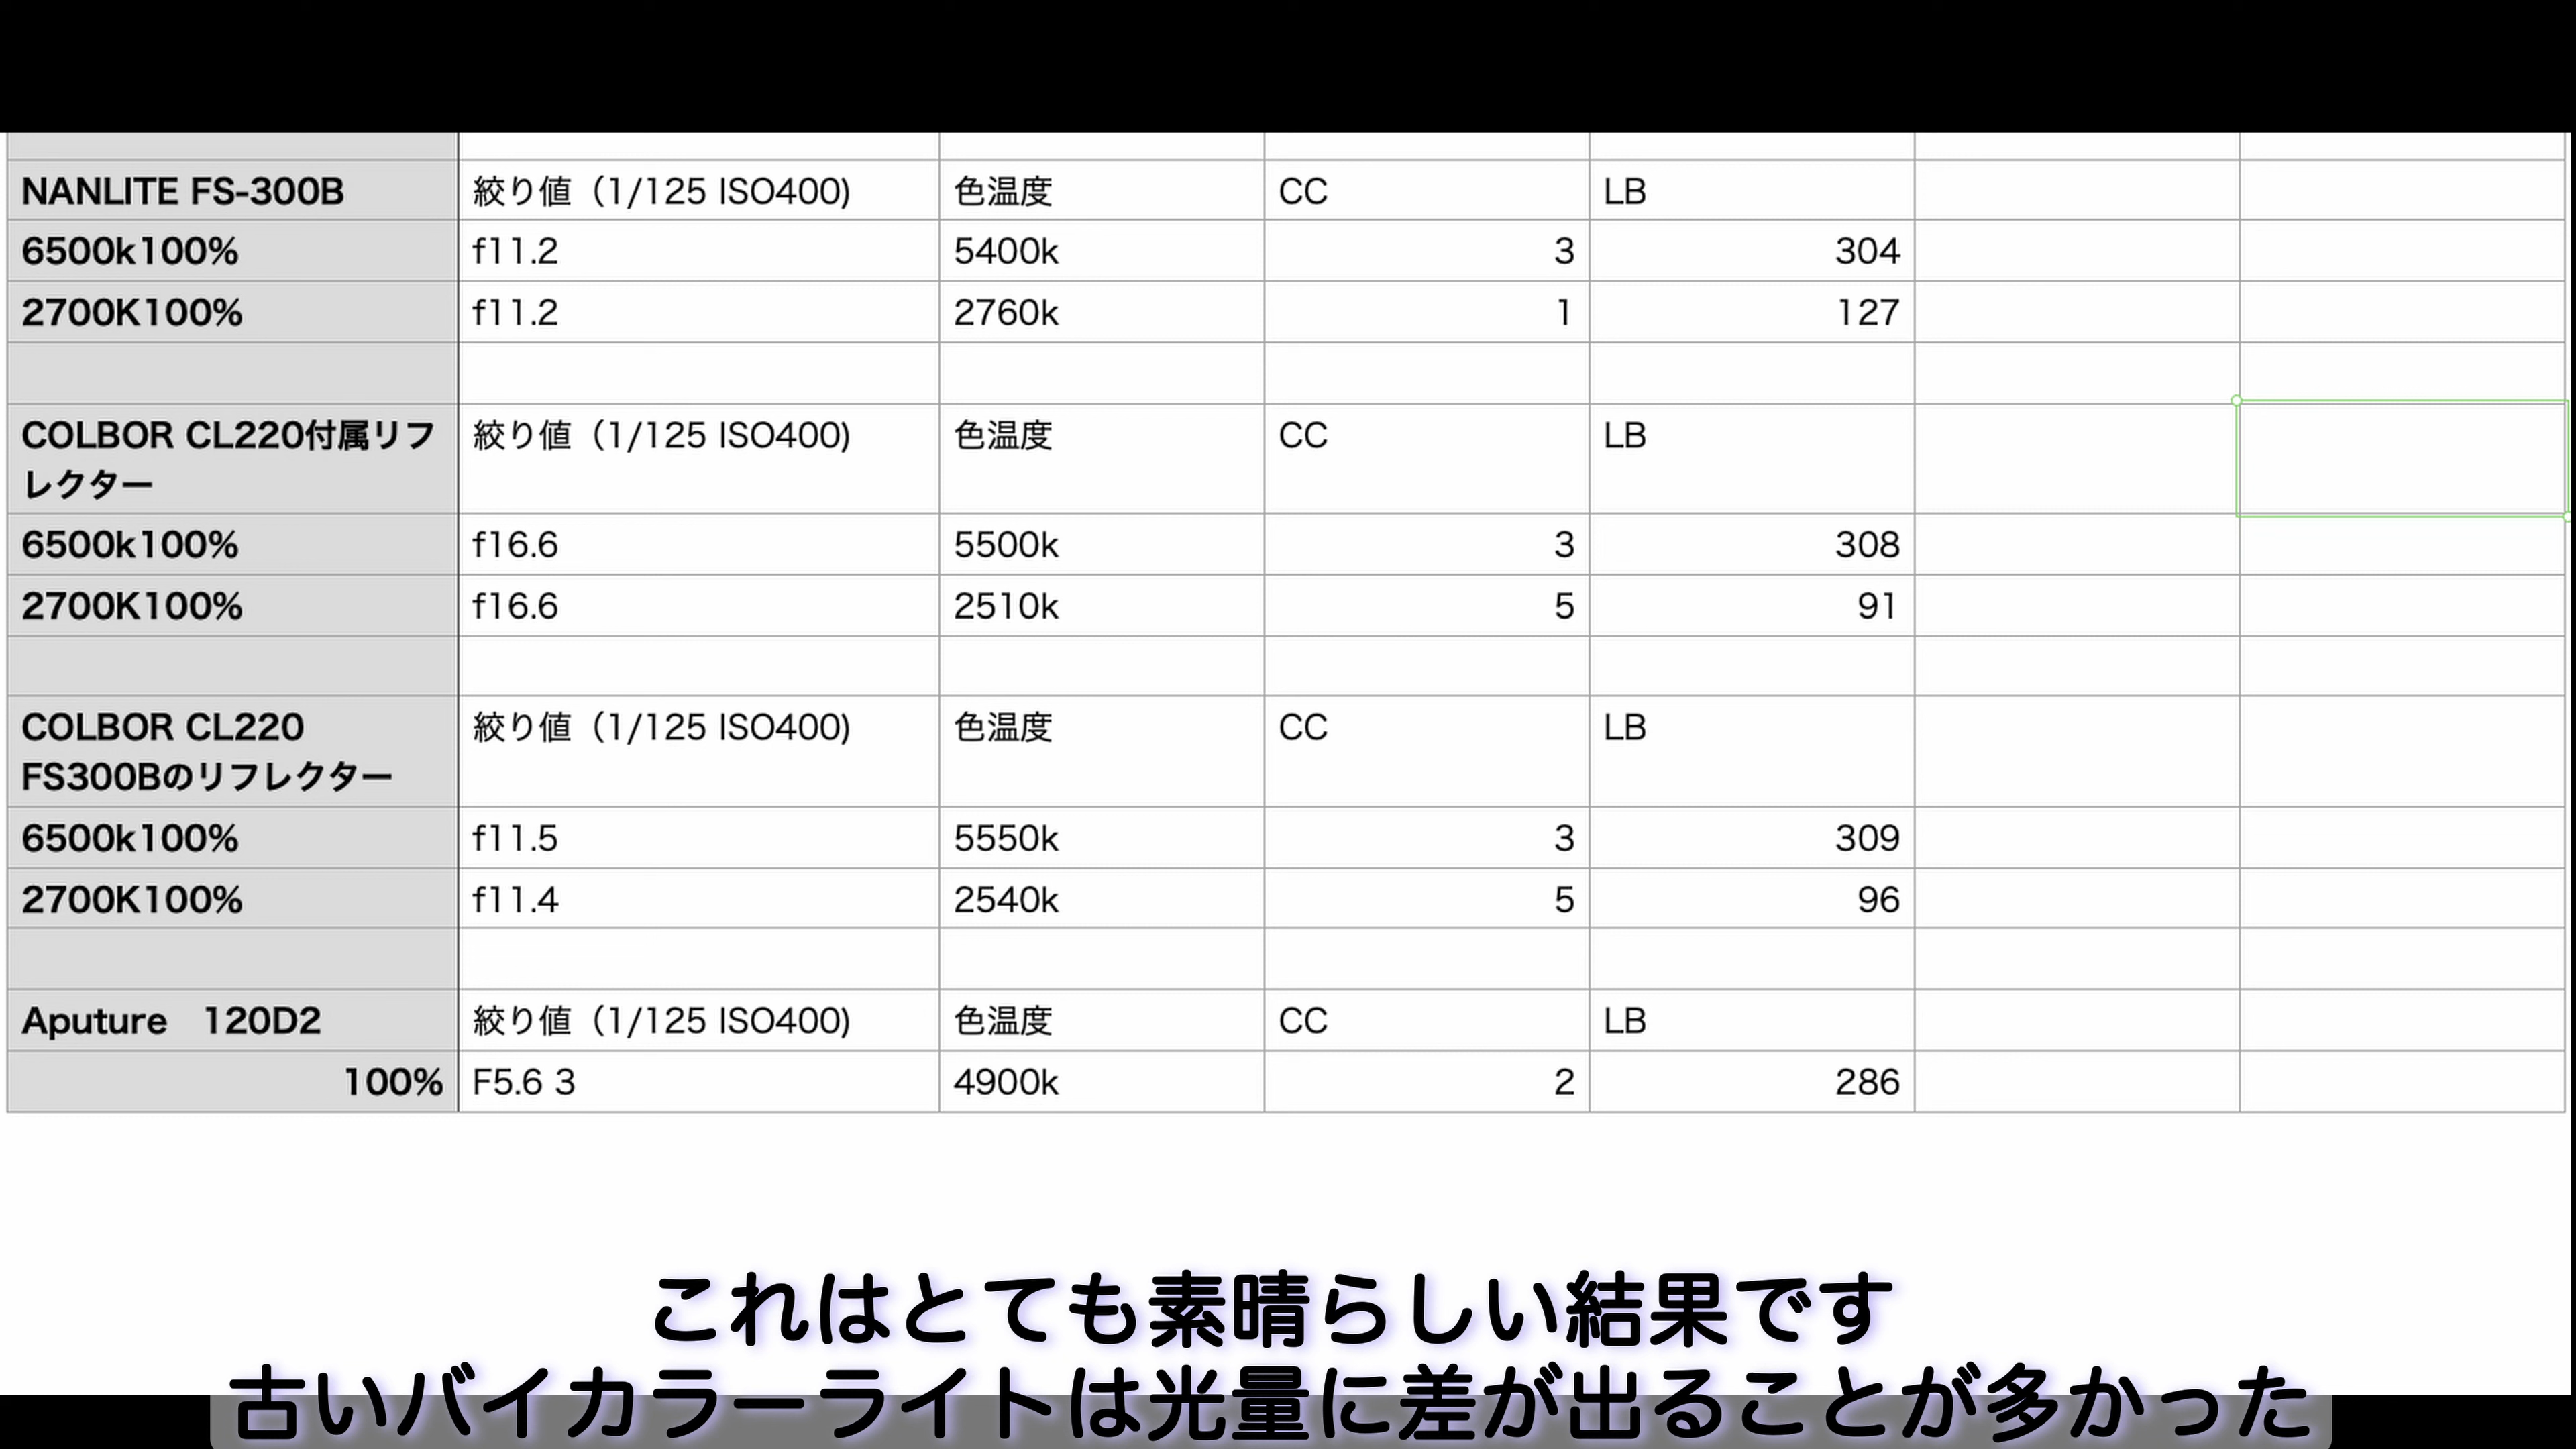 NANLITE FS-300B 絞り値（1/125 ISO400) 色温度 CC LB
6500k100% f11.2 5400k 3 304
2700K100% f11.2 2760k 1 127
COLBOR CL220付属リフ 絞り値（1/125 ISO400) 色温度 CC LB
レクター
6500k100% f16.6 5500k 3 308
2700K100% f16.6 2510k 5 91
COLBOR CL220 絞り値（1/125 ISO400) 色温度 CC LB
FS300Bのリフレクター
6500k100% f11.5 5550k 3 309
2700K100% f11.4 2540k 5 96
Aputure　120D2 絞り値（1/125 ISO400) 色温度 CC LB
100% F5.6 3 4900k 2 286
これはとても素晴らしい結果です
古いバイカラーライトは光量に差が出ることが多かった